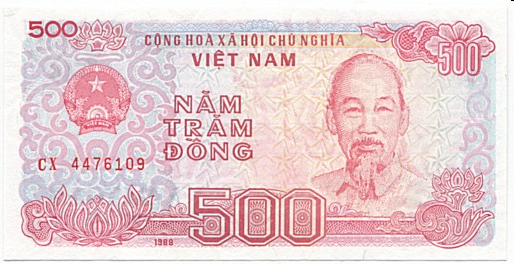 500
CỘNG HOÀ XÃ HỘI CHỦ NGHĨA
VIỆT NAM
500
NĂM
TRĂM
ĐỒNG
CX 4476109
500
1988